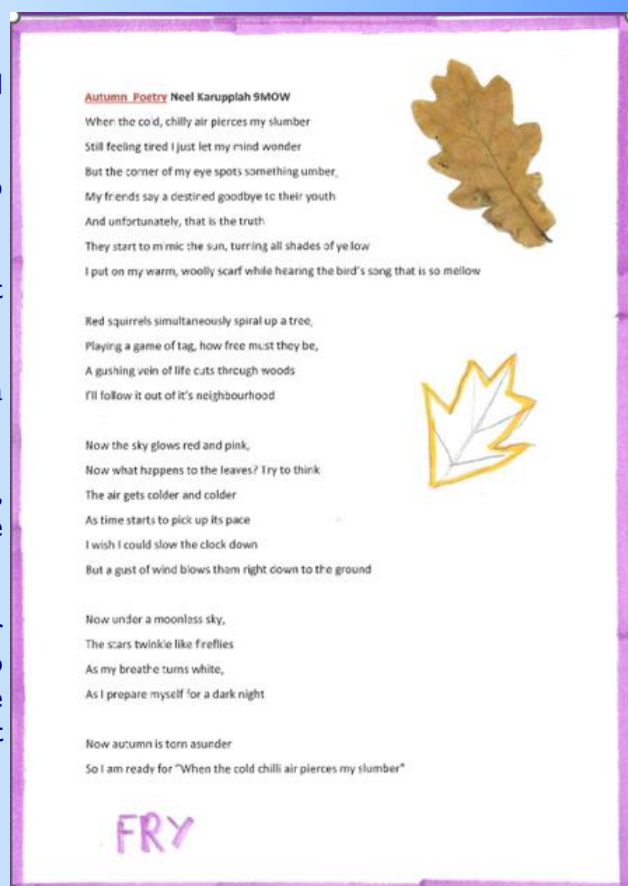 Autumn Poetry Neel Karuppiah 9MOW
When the cold, chilly air pierces my slumber
Still feeling tired I just let my mind wonder
But the corner of my eye spots something umber,
My friends say a destined goodbye to their youth
And unfortunately, that is the truth
They start to mimic the sun, turning all shades of yellow
I put on my warm, woolly scarf while hearing the bird's song that is so mellow
Red squirrels simultaneously spiral up a tree,
Playing a game of tag, how free must they be,
A gushing vein of life cuts through woods
I'll follow it out of it's neighbourhood
Now the sky glows red and pink,
Now what happens to the leaves? Try to think
The air gets colder and colder
As time starts to pick up its pace
I wish I could slow the clock down
But a gust of wind blows them right down to the ground
Now under a moonless sky,
The stars twinkle like fireflies
As my breathe turns white,
As I prepare myself for a dark night
Now autumn is torn asunder
So I am ready for "When the cold chilli air pierces my slumber"
FRY